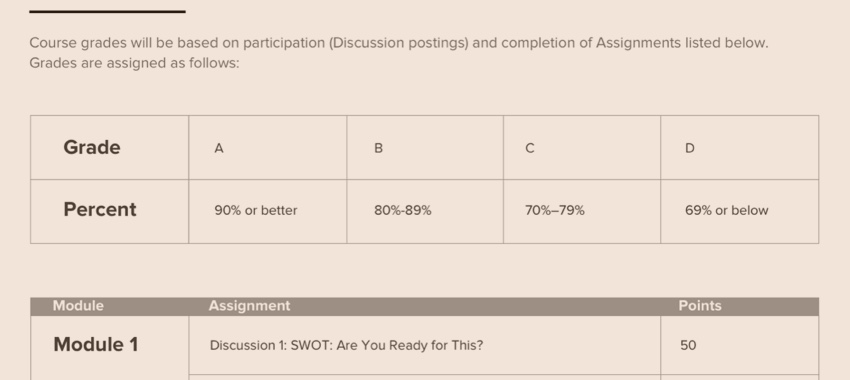 Course grades will be based on participation (Discussion postings) and completion of Assignments listed below.
Grades are assigned as follows:
Grade A B C D
Percent 90% or better 80%-89% 70%–79% 69% or below
Module Assignment Points
Module 1 Discussion 1: SWOT: Are You Ready for This? 50